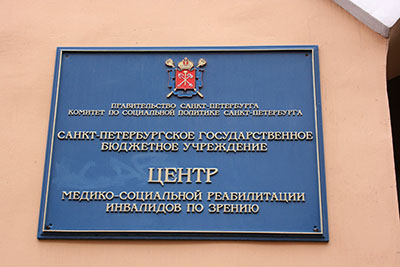 ПРАВИТЕЛЬСТВО САНКТ-ПЕТЕРБУРГА
КОМИТЕТ ПО СОЦИАЛЬНОЙ ПОЛИТИКЕ САНКТ-ПЕТЕРБУРГА
САНКТ-ПЕТЕРБУРГСКОЕ ГОСУДАРСТВЕННОЕ
БЮДЖЕТНОЕ УЧРЕЖДЕНИЕ
ЦЕНТР
МЕДИКО-СОЦИАЛЬНОЙ РЕАБИЛИТАЦИИ
ИНВАЛИДОВ ПО ЗРЕНИЮ